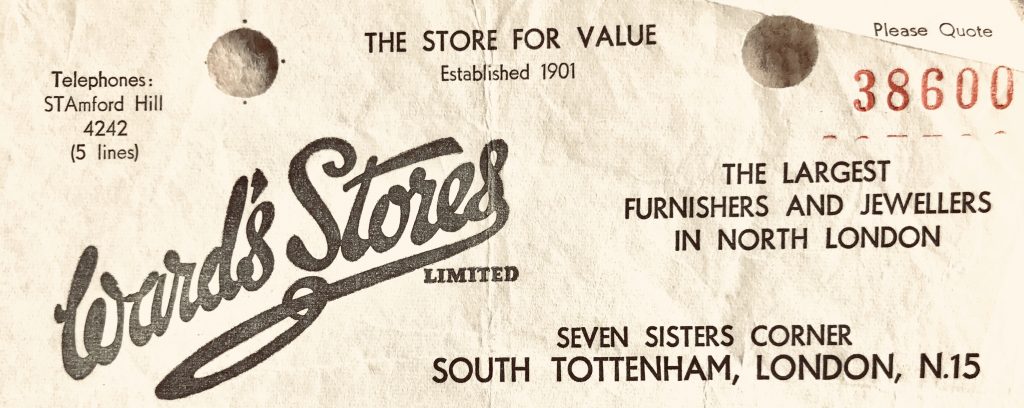 THE STORE FOR VALUE
Established 1901
Please Quote
38600
Telephones:
STAmford Hill
4242
(5 lines)
Ward's Stores
LIMITED
THE LARGEST
FURNISHERS AND JEWELLERS
IN NORTH LONDON
SEVEN SISTERS CORNER
SOUTH TOTTENHAM, LONDON, N.15